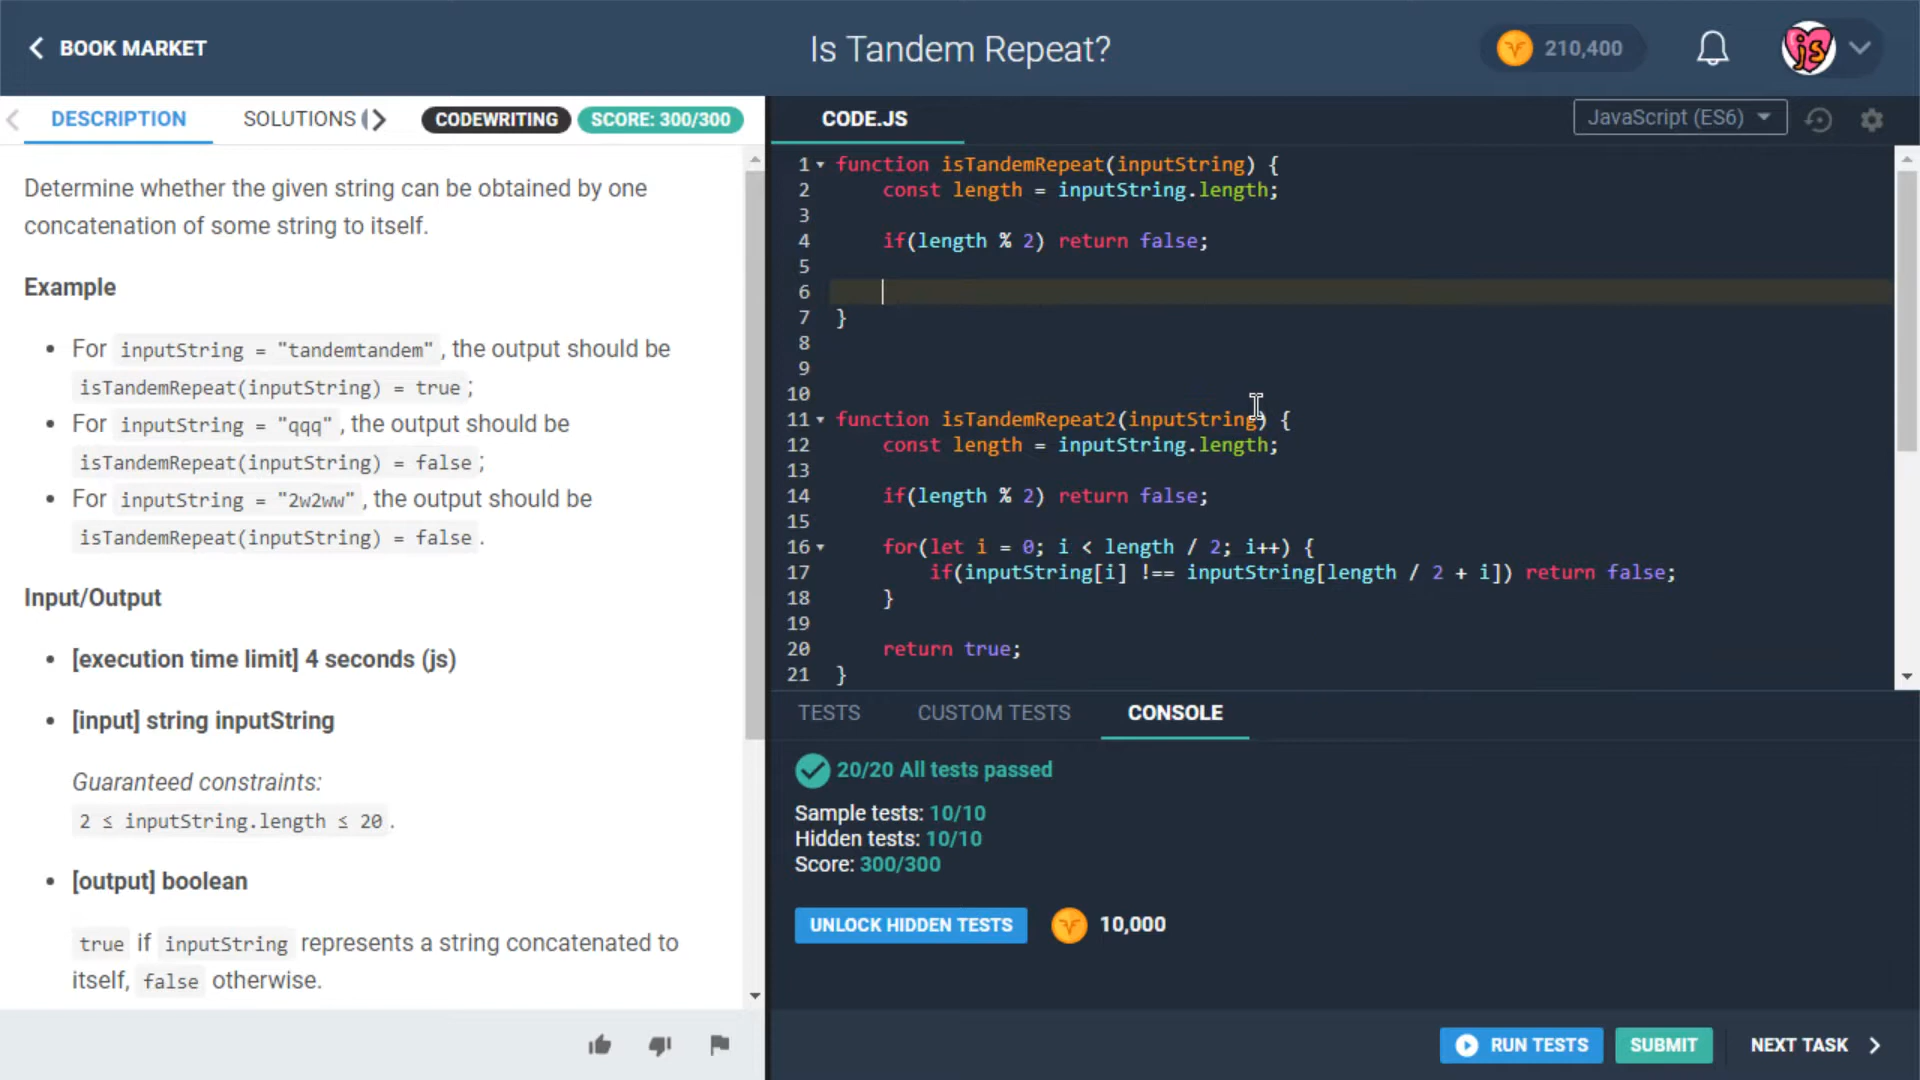 BOOK MARKET
Is Tandem Repeat?
210,400
js
DESCRIPTION
SOLUTIONS (
CODEWRITING
SCORE: 300/300
CODE.JS
JavaScript (ES6)
Determine whether the given string can be obtained by one
concatenation of some string to itself.
Example
• For inputString = "tandemtandem", the output should be
isTandemRepeat(inputString) = true;
• For inputString = "qqq", the output should be
isTandemRepeat(inputString) = false;
• For inputString = "2w2ww", the output should be
isTandemRepeat(inputString) = false.
Input/Output
• [execution time limit] 4 seconds (js)
• [input] string inputString
Guaranteed constraints:
2 ≤ inputString.length ≤ 20.
• [output] boolean
true if inputString represents a string concatenated to
itself, false otherwise.
1 function isTandemRepeat(inputString) {
2 const length = inputString.length;
3
4 if(length % 2) return false;
5
6
7 }
8
9
10
11 function isTandemRepeat2(inputString) {
12 const length = inputString.length;
13
14 if(length % 2) return false;
15
16 for(let i = 0; i < length / 2; i++) {
17 if(inputString[i] !== inputString[length / 2 + i]) return false;
18 }
19
20 return true;
21 }
TESTS
CUSTOM TESTS
CONSOLE
20/20 All tests passed
Sample tests: 10/10
Hidden tests: 10/10
Score: 300/300
UNLOCK HIDDEN TESTS
10,000
RUN TESTS
SUBMIT
NEXT TASK